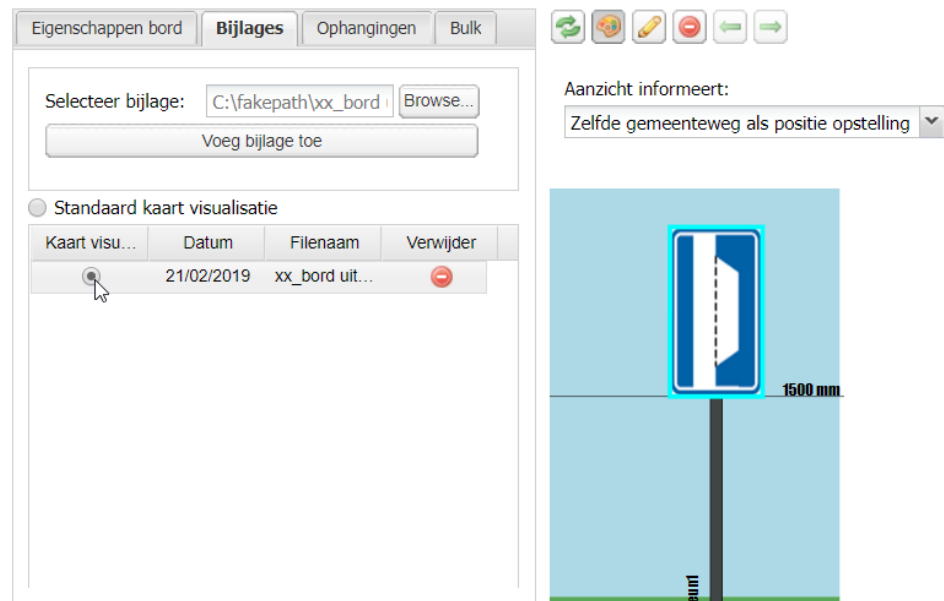 Eigenschappen bord Bijlages Ophangingen Bulk
Selecteer bijlage: C:\fakepath\xx_bord Browse...
Voeg bijlage toe
Standaard kaart visualisatie
Kaart visu... Datum Filenaam Verwijder
21/02/2019 xx_bord uit...
Aanzicht informeert:
Zelfde gemeenteweg als positie opstelling
1500 mm